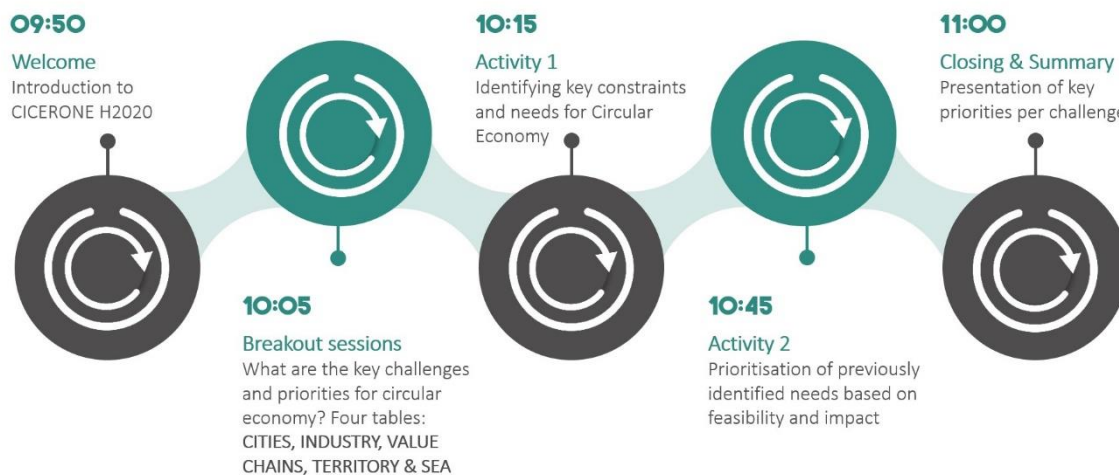 09:50
Welcome
Introduction to
CICERONE H2020
10:05
Breakout sessions
What are the key challenges
and priorities for circular
economy? Four tables:
CITIES, INDUSTRY, VALUE
CHAINS, TERRITORY & SEA
10:15
Activity 1
Identifying key constraints
and needs for Circular
Economy
10:45
Activity 2
Prioritisation of previously
identified needs based on
feasibility and impact
11:00
Closing & Summary
Presentation of key
priorities per challenge